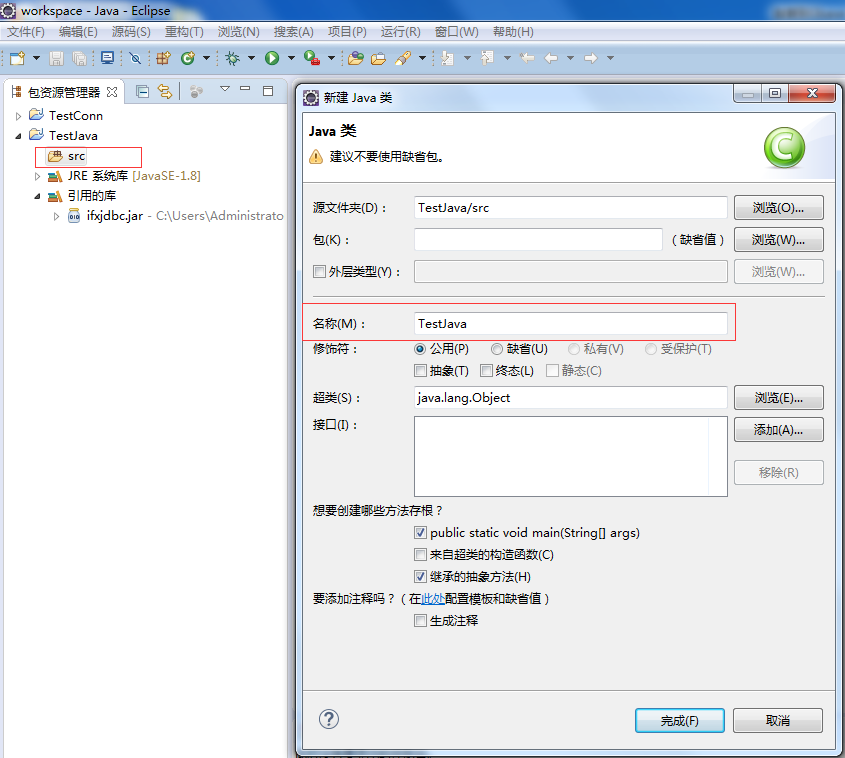 workspace - Java - Eclipse
文件(F) 编辑(E) 源码(S) 重构(T) 浏览(N) 搜索(A) 项目(P) 运行(R) 窗口(W) 帮助(H)
包资源管理器
TestConn
TestJava
src
JRE 系统库 [JavaSE-1.8]
引用的库
ifxjdbc.jar - C:\Users\Administrato
新建 Java 类
Java 类
建议不要使用缺省包。
源文件夹(D)： TestJava/src 浏览(O)...
包(K)： （缺省值） 浏览(W)...
外层类型(Y)： 浏览(W)...
名称(M)： TestJava
修饰符： 公用(P) 缺省(U) 私有(V) 受保护(T)
抽象(T) 终态(L) 静态(C)
超类(S)： java.lang.Object 浏览(E)...
接口(I)： 添加(A)...
移除(R)
想要创建哪些方法存根？
public static void main(String[] args)
来自超类的构造函数(C)
继承的抽象方法(H)
要添加注释吗？（在此处配置模板和缺省值）
生成注释
完成(F) 取消